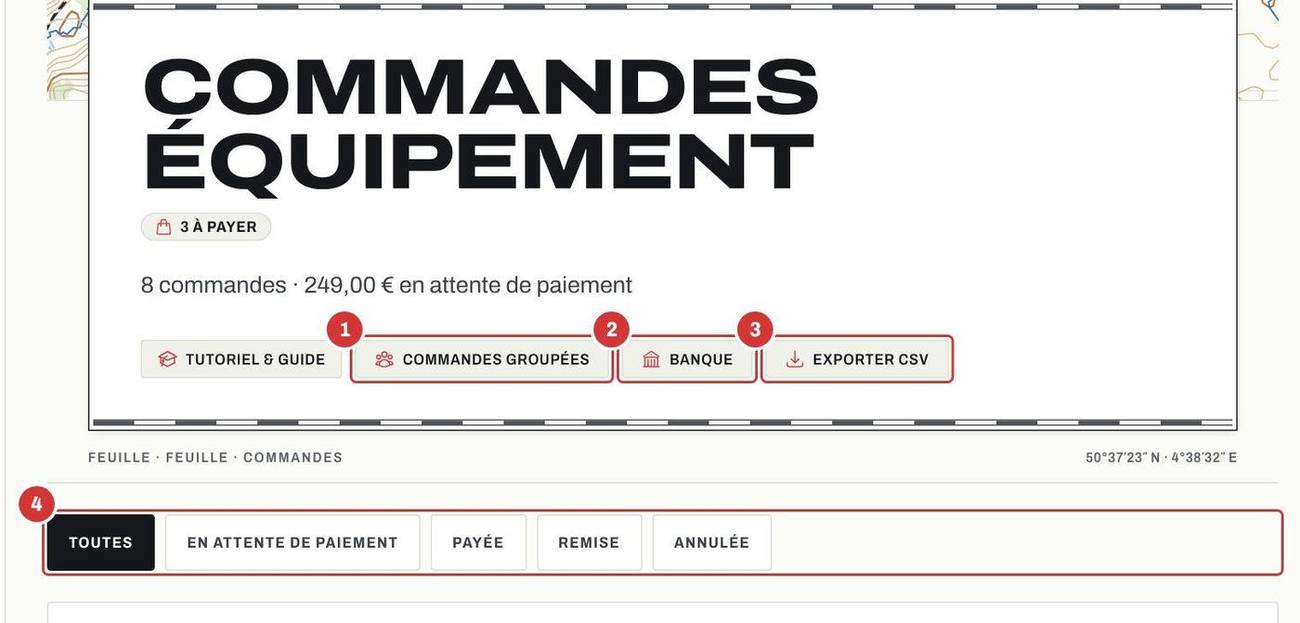 COMMANDES
ÉQUIPEMENT
3 À PAYER
8 commandes · 249,00 € en attente de paiement
1 2 3
TUTORIEL & GUIDE COMMANDES GROUPÉES BANQUE EXPORTER CSV
FEUILLE · FEUILLE · COMMANDES 50°37′23″ N · 4°38′32″ E
4
TOUTES EN ATTENTE DE PAIEMENT PAYÉE REMISE ANNULÉE